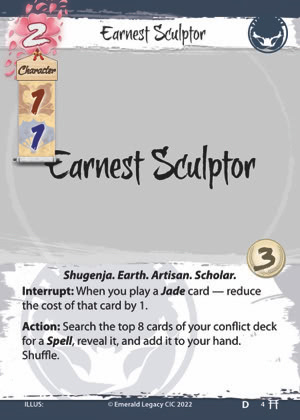 2
Earnest Sculptor
Character
1
1
Earnest Sculptor
3
Shugenja. Earth. Artisan. Scholar.
Interrupt: When you play a Jade card — reduce
the cost of that card by 1.
Action: Search the top 8 cards of your conflict deck
for a Spell, reveal it, and add it to your hand.
Shuffle.
ILLUS: © Emerald Legacy CIC 2022 D 4